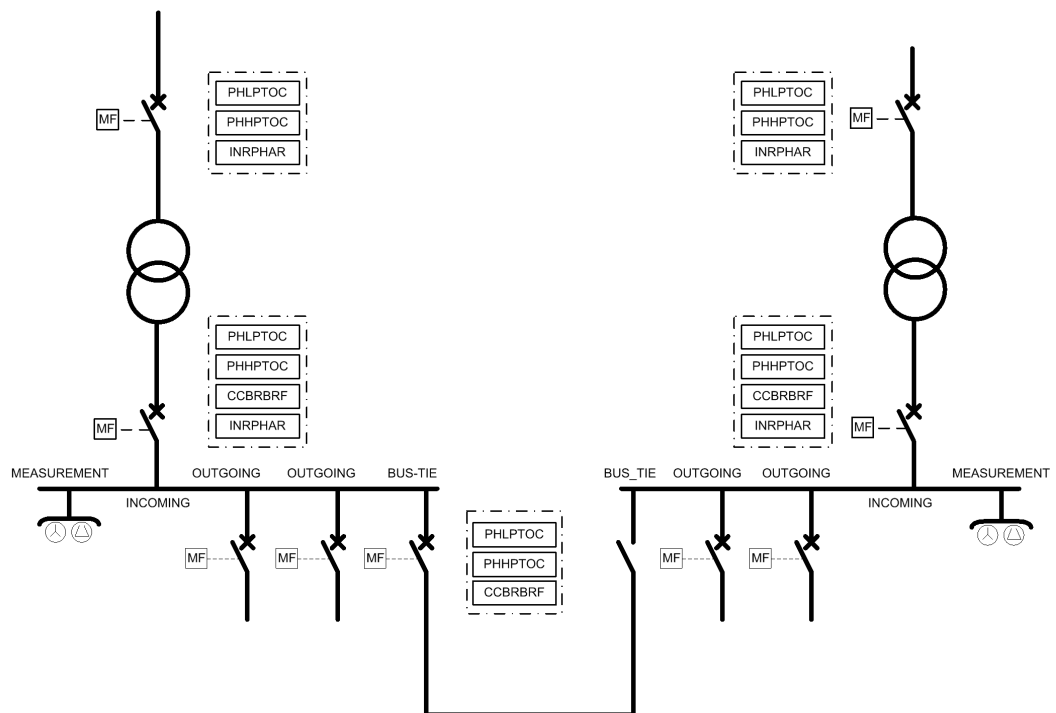 PHLPTOC
PHHPTOC
INRPHAR
MF
PHLPTOC
PHHPTOC
INRPHAR
MF
PHLPTOC
PHHPTOC
CCBRBRF
INRPHAR
MF
PHLPTOC
PHHPTOC
CCBRBRF
INRPHAR
MF
MEASUREMENT
OUTGOING
OUTGOING
BUS-TIE
INCOMING
BUS_TIE
OUTGOING
OUTGOING
MEASUREMENT
INCOMING
MF
MF
MF
PHLPTOC
PHHPTOC
CCBRBRF
MF
MF